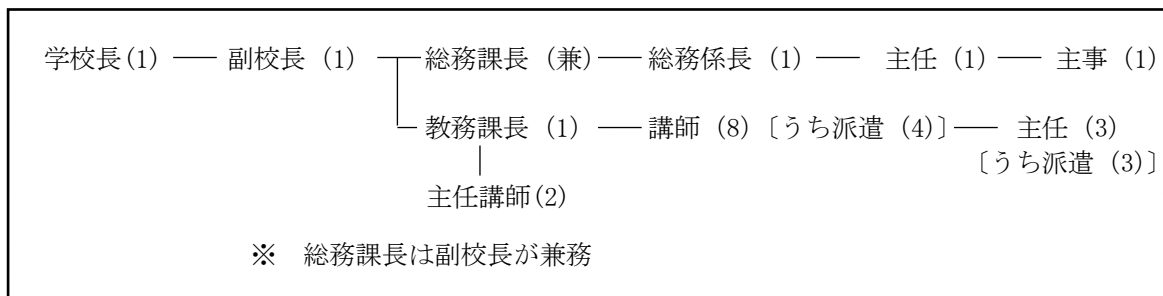 学校長(1) ── 副校長 (1) ─┬─総務課長 (兼)── 総務係長 (1) ── 主任 (1)── 主事 (1)
└─教務課長 (1) ── 講師 (8)〔うち派遣 (4)〕── 主任 (3)
〔うち派遣 (3)〕
主任講師(2)
※ 総務課長は副校長が兼務